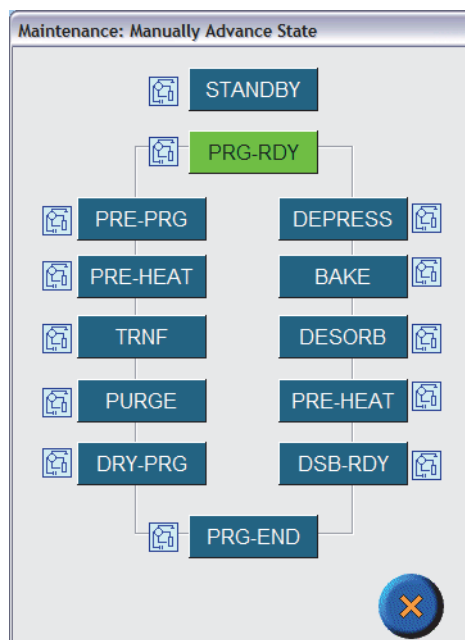 Maintenance: Manually Advance State
STANDBY
PRG-RDY
PRE-PRG
DEPRESS
PRE-HEAT
BAKE
TRNF
DESORB
PURGE
PRE-HEAT
DRY-PRG
DSB-RDY
PRG-END